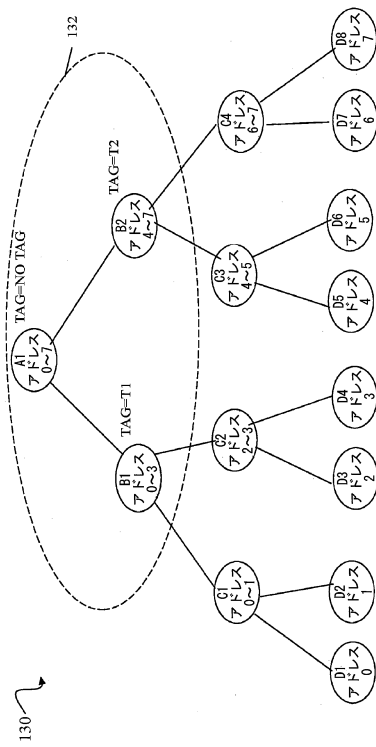 130
132
TAG=NO TAG
A1
アドレス
0~7
TAG=T1
B1
アドレス
0~3
TAG=T2
B2
アドレス
4~7
C1
アドレス
0~1
C2
アドレス
2~3
C3
アドレス
4~5
C4
アドレス
6~7
D1
アドレス
0
D2
アドレス
1
D3
アドレス
2
D4
アドレス
3
D5
アドレス
4
D6
アドレス
5
D7
アドレス
6
D8
アドレス
7